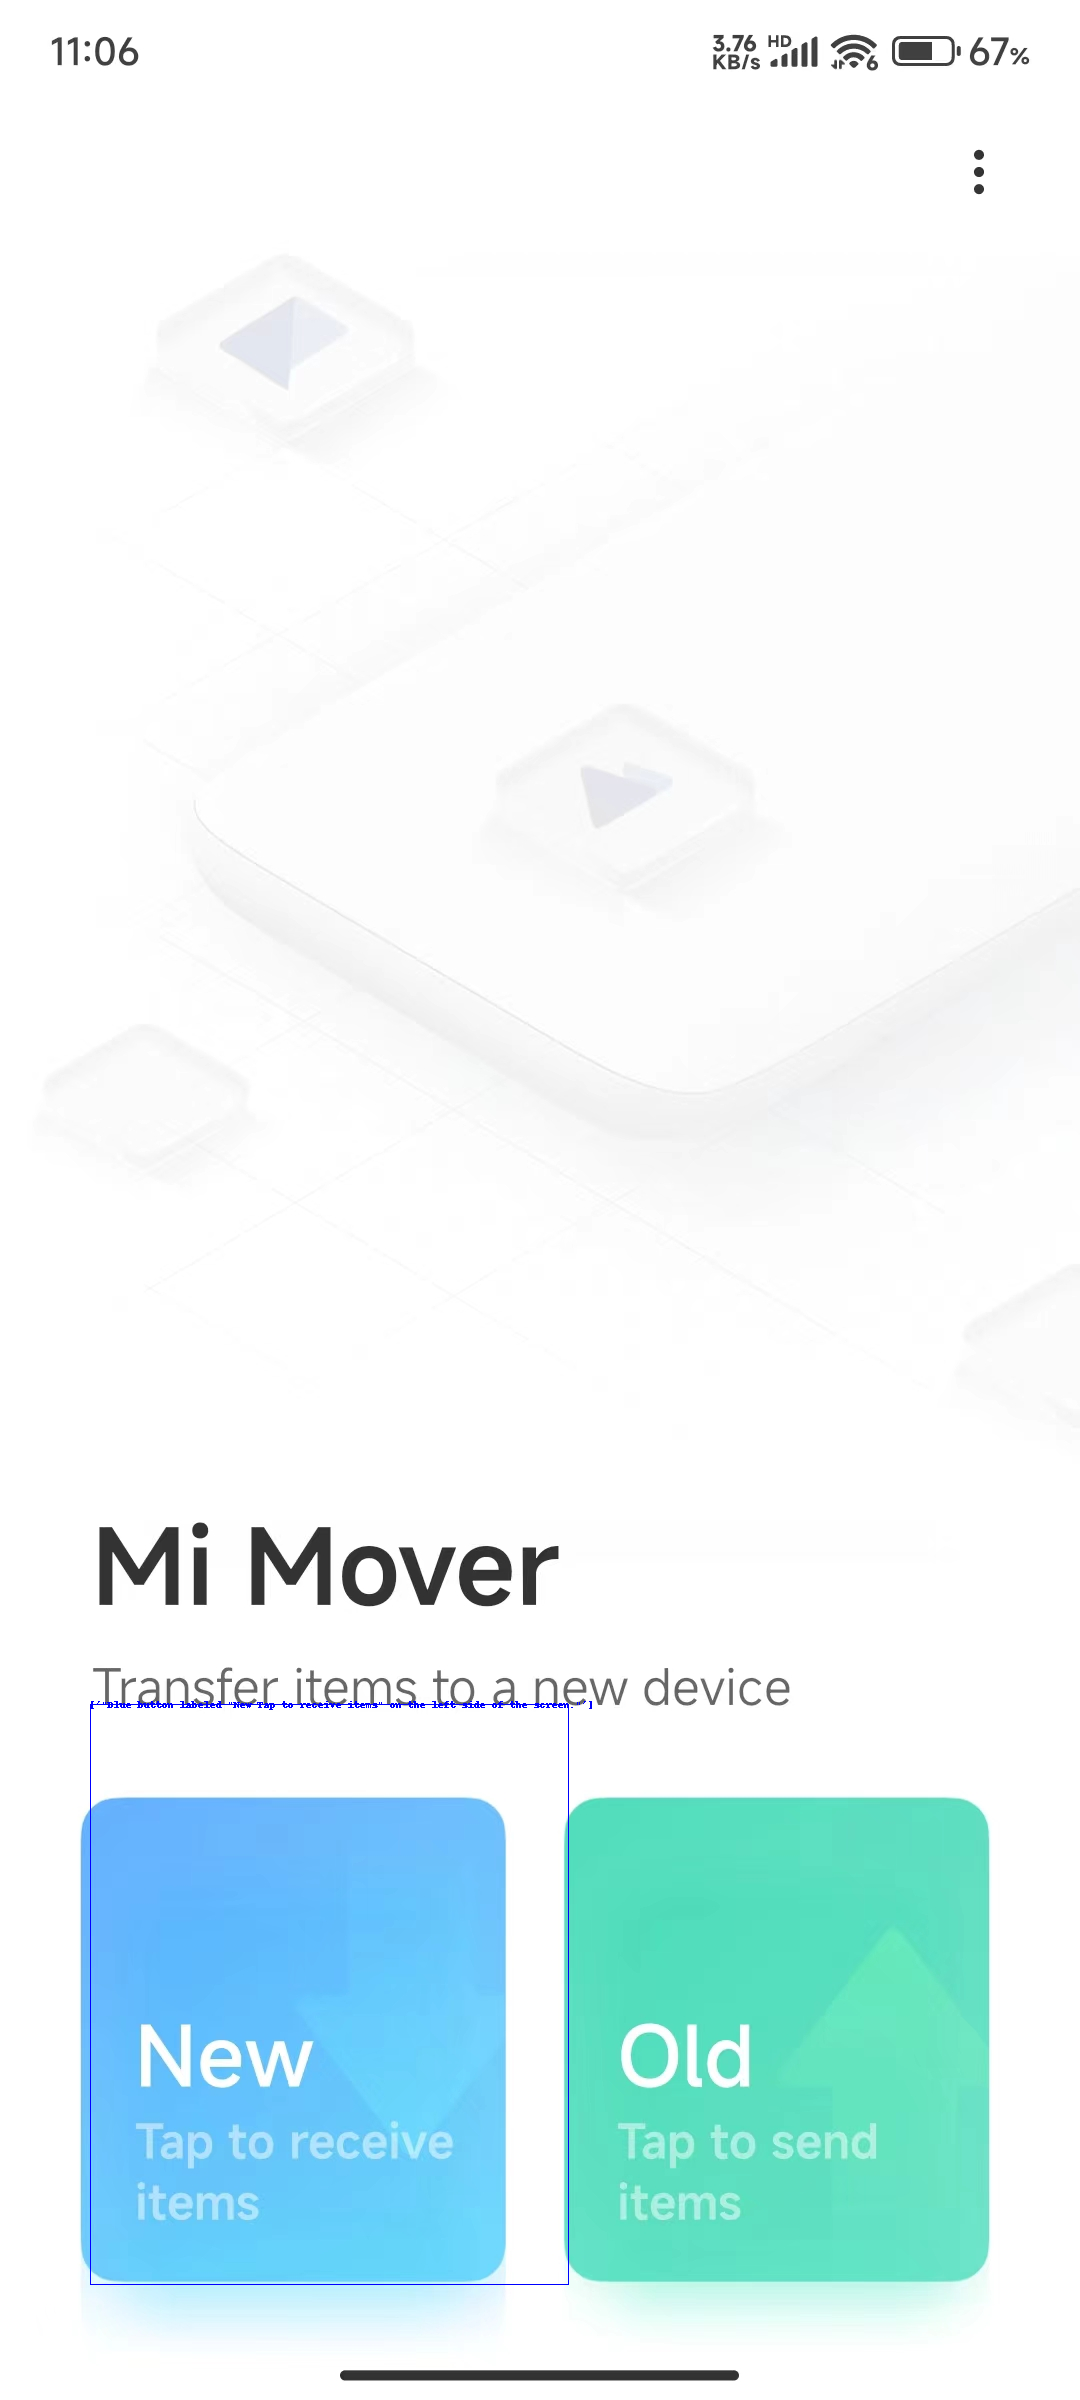 11:06
3.76
KB/s
HD
6
67%
Mi Mover
Transfer items to a new device
["Blue button labeled "New Tap to receive items" on the left side of the screen."]
New
Tap to receive
items
Old
Tap to send
items